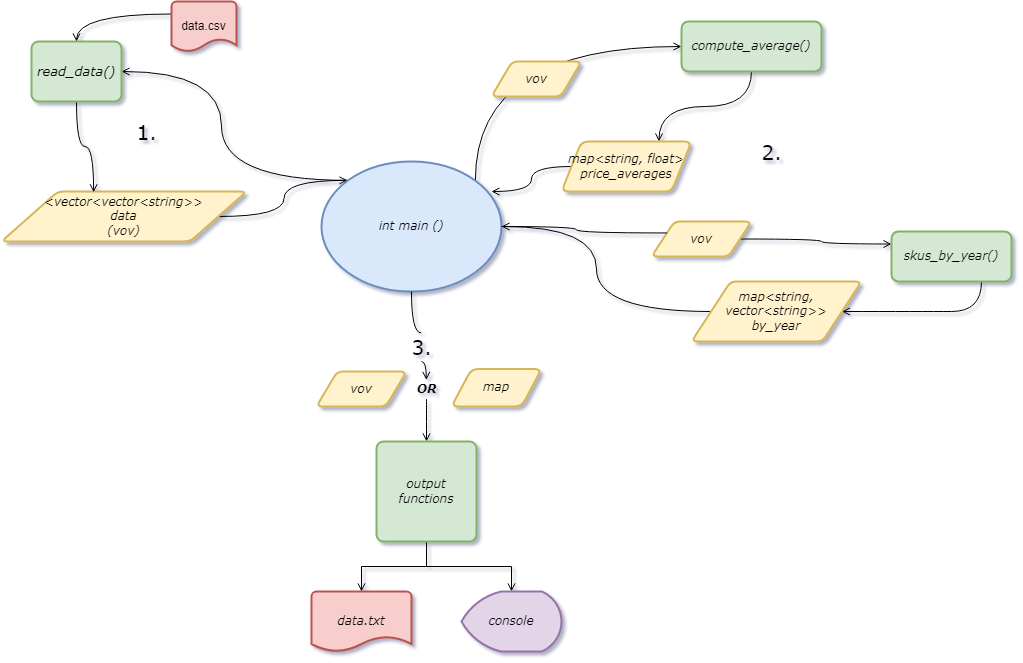 data.csv
read_data()
1.
<vector<vector<string>>
data
(vov)
int main ()
vov
compute_average()
map<string, float>
price_averages
2.
vov
skus_by_year()
map<string,
vector<string>>
by_year
3.
vov
OR
map
output
functions
data.txt
console